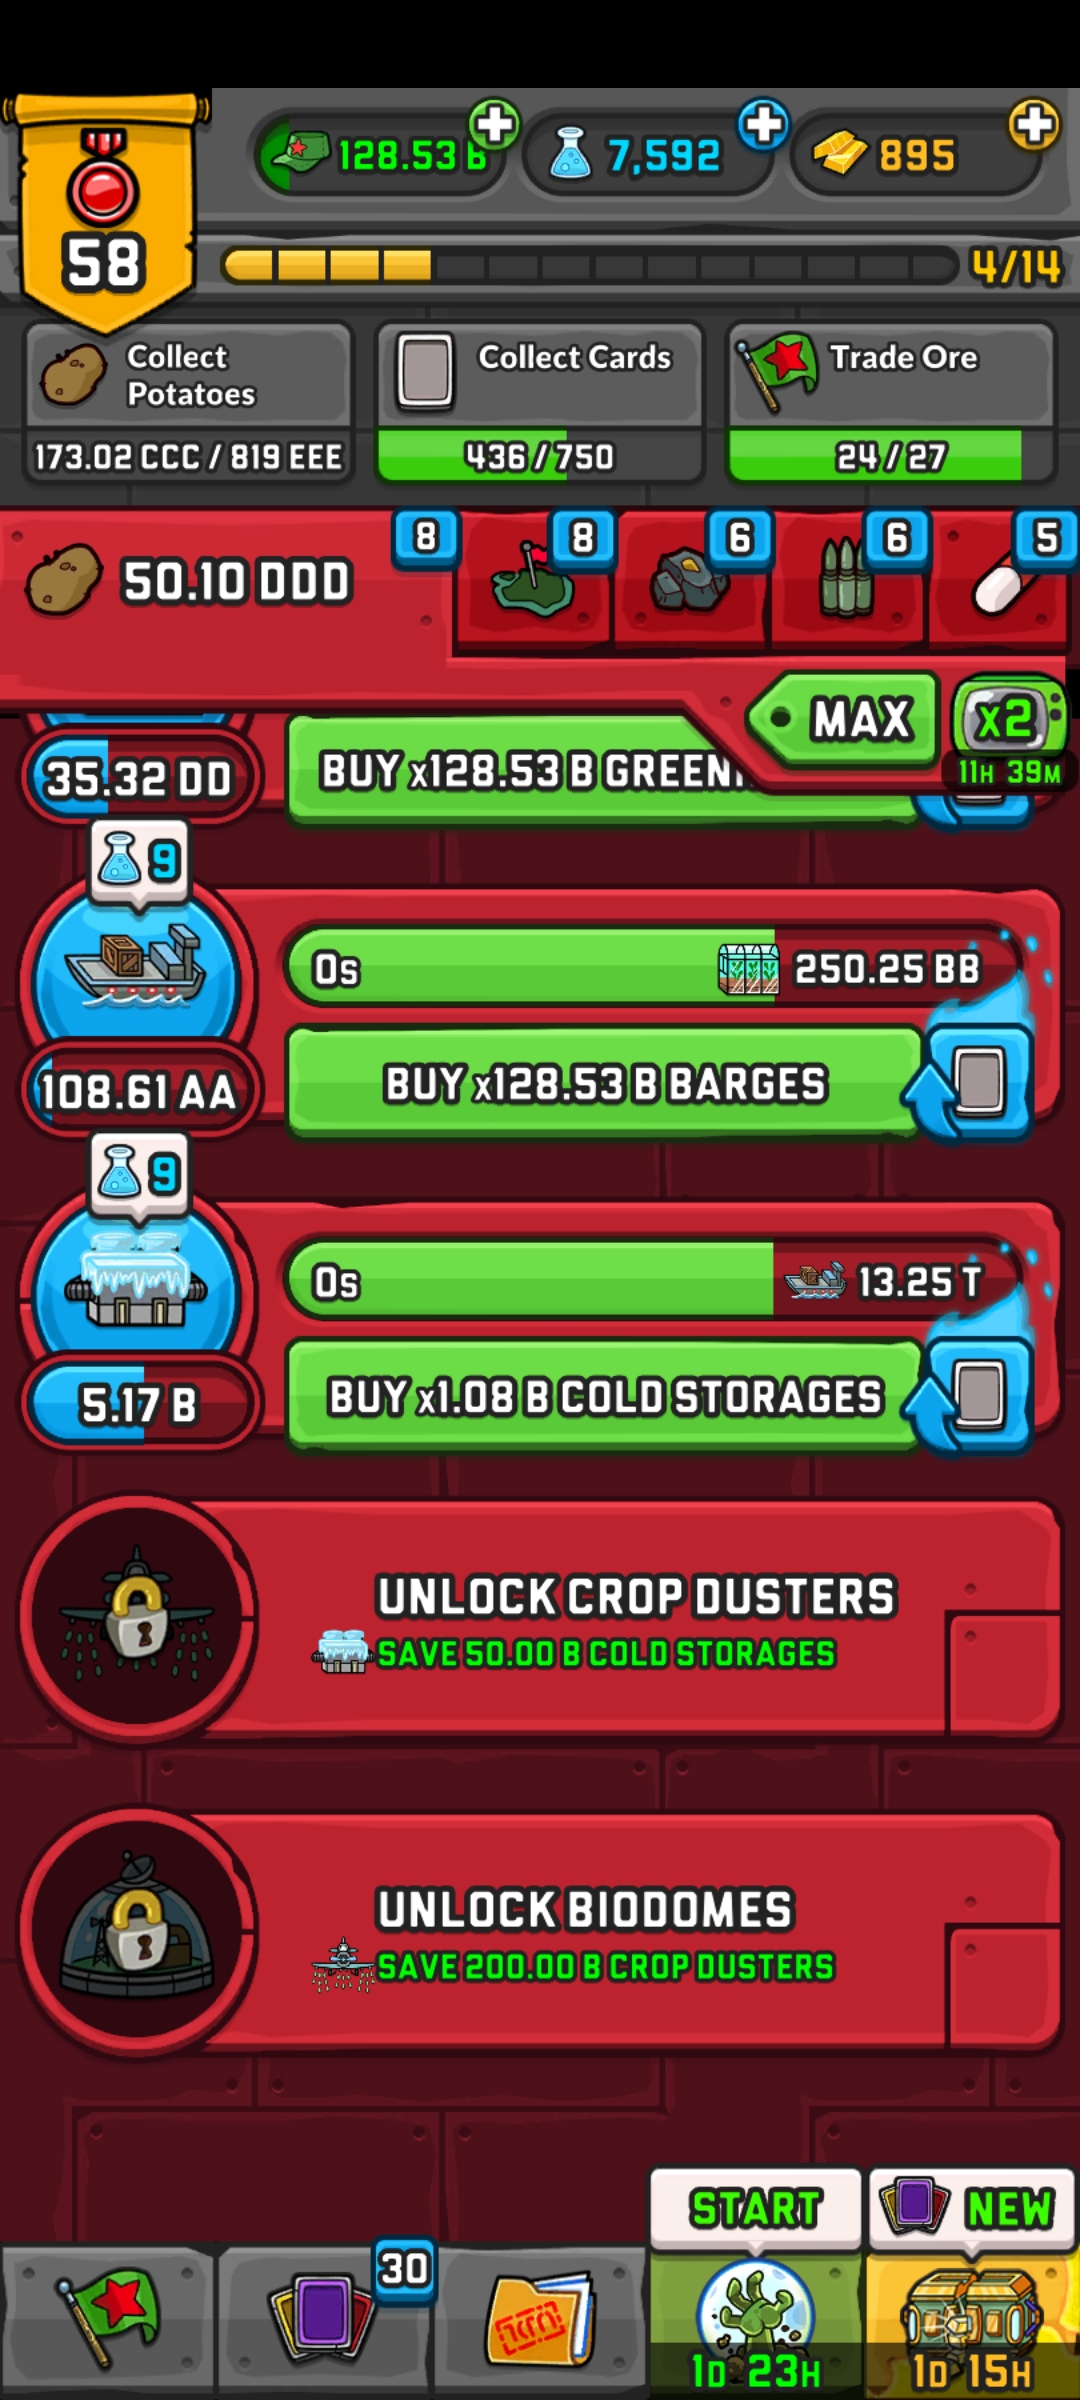 128.53 B
7,592
895
58
4/14
Collect
Potatoes
Collect Cards
Trade Ore
173.02 CCC / 819 EEE
436 / 750
24 / 27
8
8
6
6
5
50.10 DDD
MAX
x2
11H 39M
35.32 DD
BUY x128.53 B
9
0s
250.25 BB
108.61 AA
BUY x128.53 B BARGES
9
0s
13.25 T
5.17 B
BUY x1.08 B COLD STORAGES
UNLOCK CROP DUSTERS
SAVE 50.00 B COLD STORAGES
UNLOCK BIODOMES
SAVE 200.00 B CROP DUSTERS
START
NEW
30
1D 23H
1D 15H